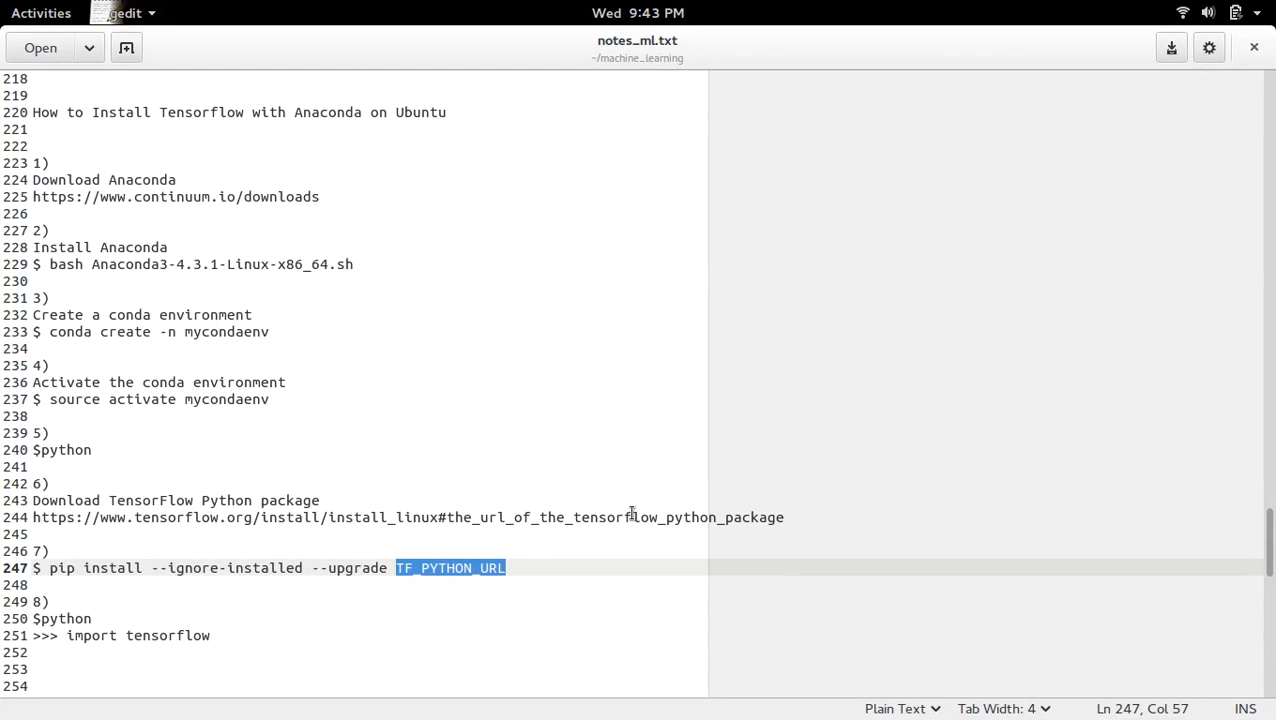 Activities gedit Wed 9:43 PM
Open notes_ml.txt
~/machine_learning
218
219
220 How to Install Tensorflow with Anaconda on Ubuntu
221
222
223 1)
224 Download Anaconda
225 https://www.continuum.io/downloads
226
227 2)
228 Install Anaconda
229 $ bash Anaconda3-4.3.1-Linux-x86_64.sh
230
231 3)
232 Create a conda environment
233 $ conda create -n mycondaenv
234
235 4)
236 Activate the conda environment
237 $ source activate mycondaenv
238
239 5)
240 $python
241
242 6)
243 Download TensorFlow Python package
244 https://www.tensorflow.org/install/install_linux#the_url_of_the_tensorflow_python_package
245
246 7)
247 $ pip install --ignore-installed --upgrade TF_PYTHON_URL
248
249 8)
250 $python
251 >>> import tensorflow
252
253
254
Plain Text Tab Width: 4 Ln 247, Col 57 INS